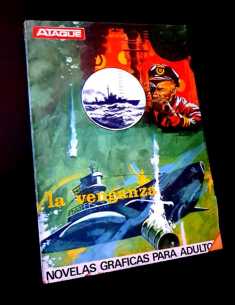 ATAQUE
la venganza
NOVELAS GRAFICAS PARA ADULTOS